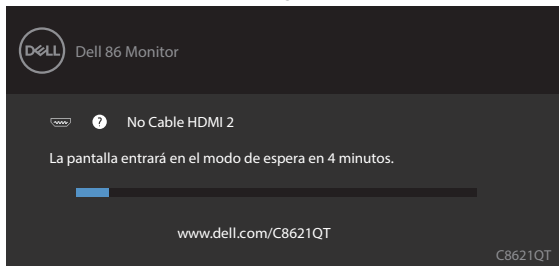 DELL
Dell 86 Monitor
? No Cable HDMI 2
La pantalla entrará en el modo de espera en 4 minutos.
www.dell.com/C8621QT
C8621QT